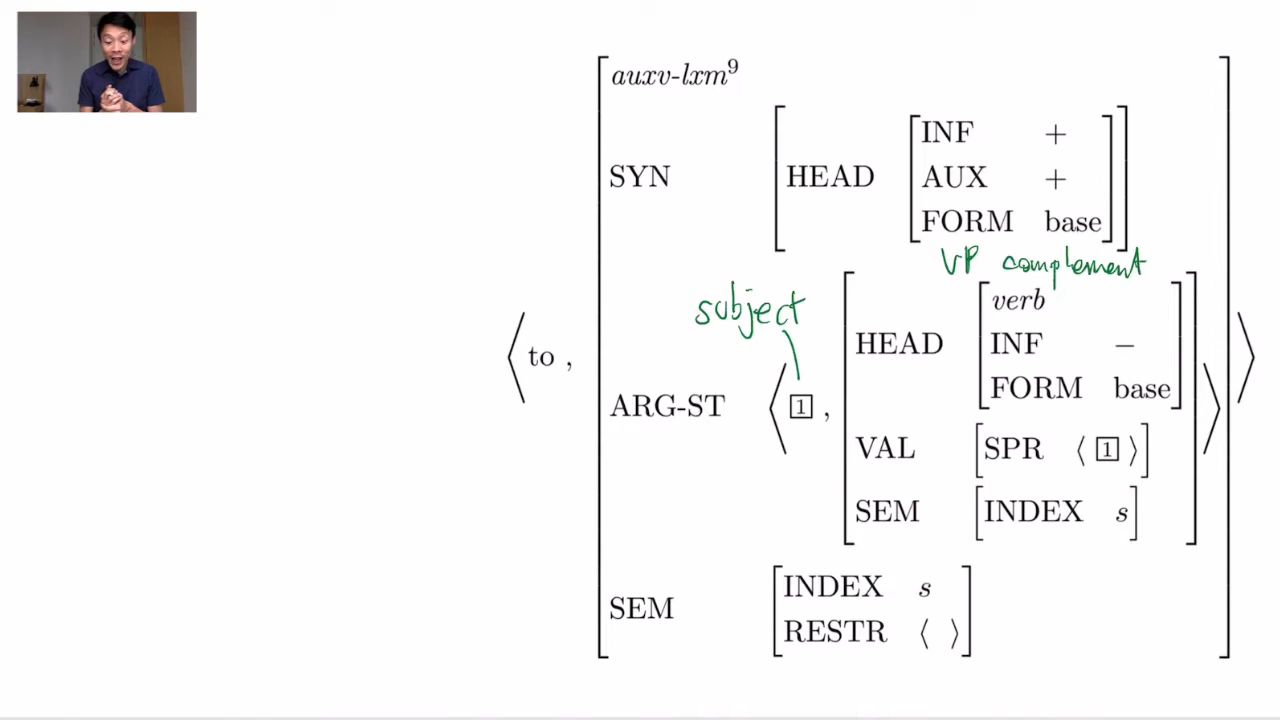 auxv-lxm⁹
SYN HEAD INF +
AUX +
FORM base
VP complement
subject
to ,
ARG-ST ⟨ 1 , HEAD verb
INF −
FORM base
VAL SPR ⟨ 1 ⟩
SEM INDEX s
SEM INDEX s
RESTR ⟨ ⟩